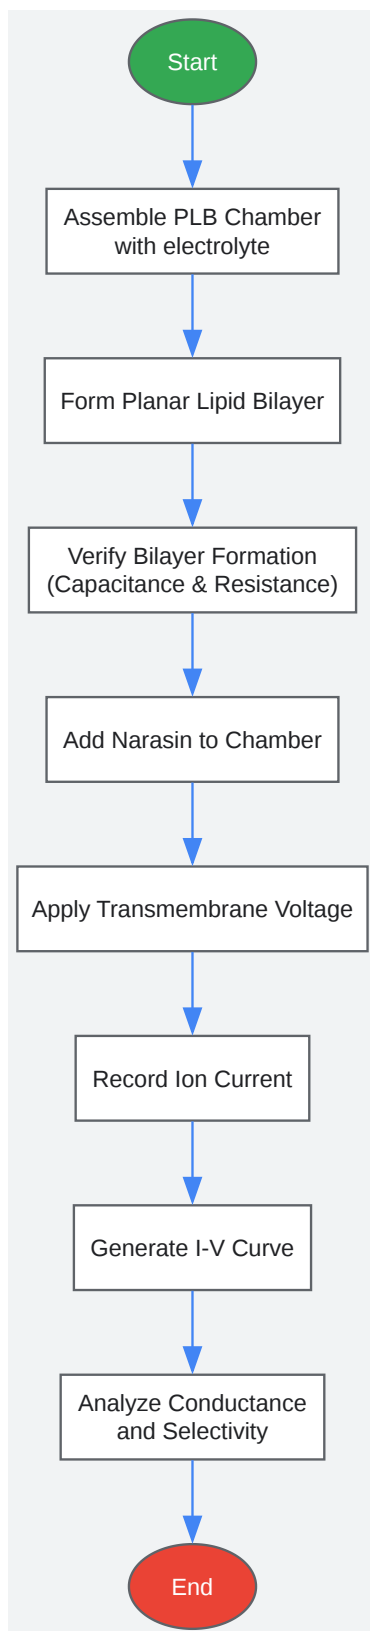 Start
Assemble PLB Chamber
with electrolyte
Form Planar Lipid Bilayer
Verify Bilayer Formation
(Capacitance & Resistance)
Add Narasin to Chamber
Apply Transmembrane Voltage
Record Ion Current
Generate I-V Curve
Analyze Conductance
and Selectivity
End